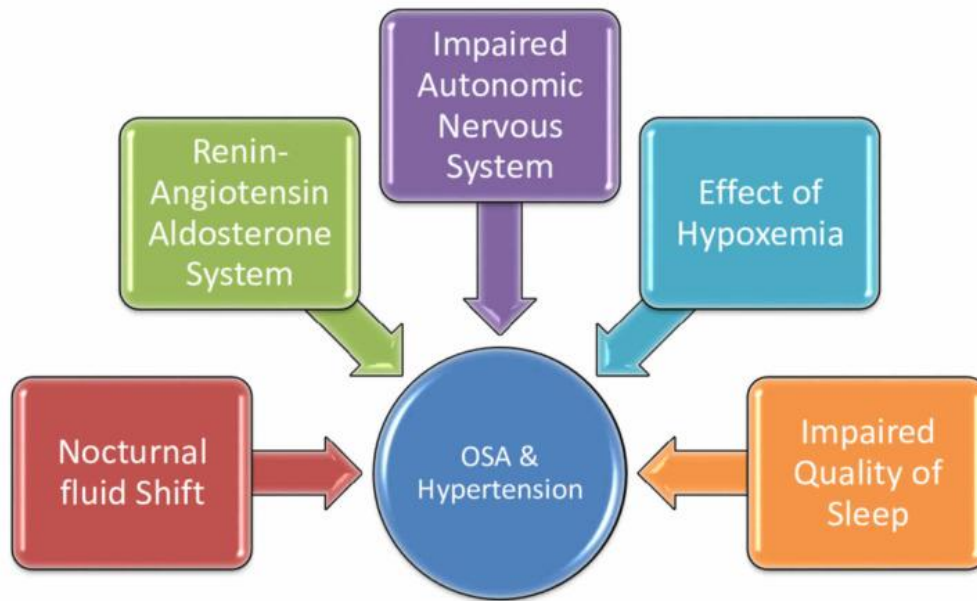 Impaired
Autonomic
Nervous
System
Renin-
Angiotensin
Aldosterone
System
Effect of
Hypoxemia
Nocturnal
fluid Shift
OSA &
Hypertension
Impaired
Quality of
Sleep